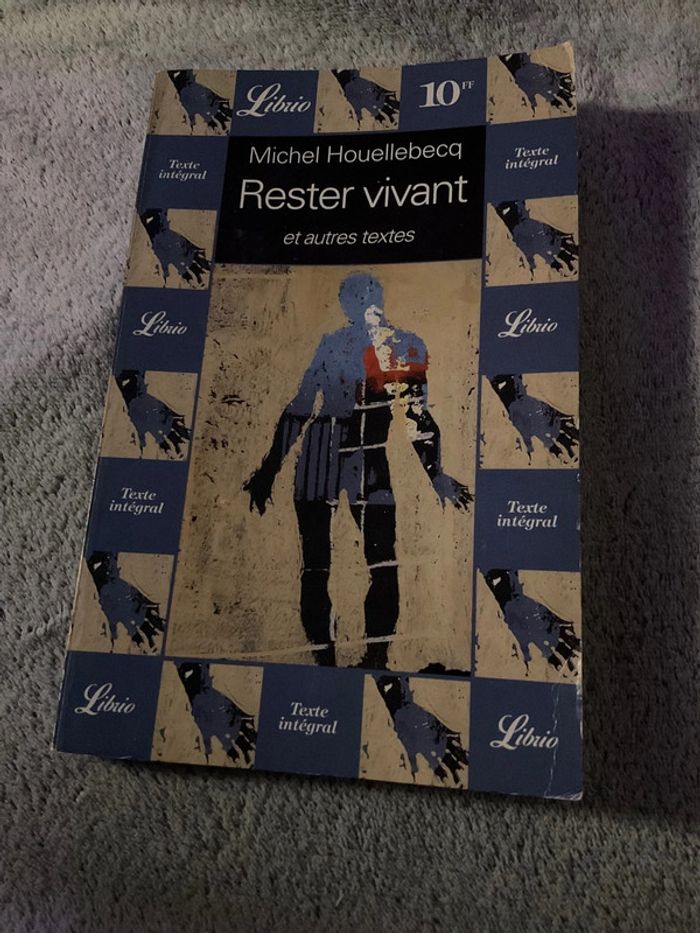 Librio
10FF
Texte
intégral
Michel Houellebecq
Texte
intégral
Rester vivant
et autres textes
Librio
Librio
Texte
intégral
Texte
intégral
Librio
Texte
intégral
Librio